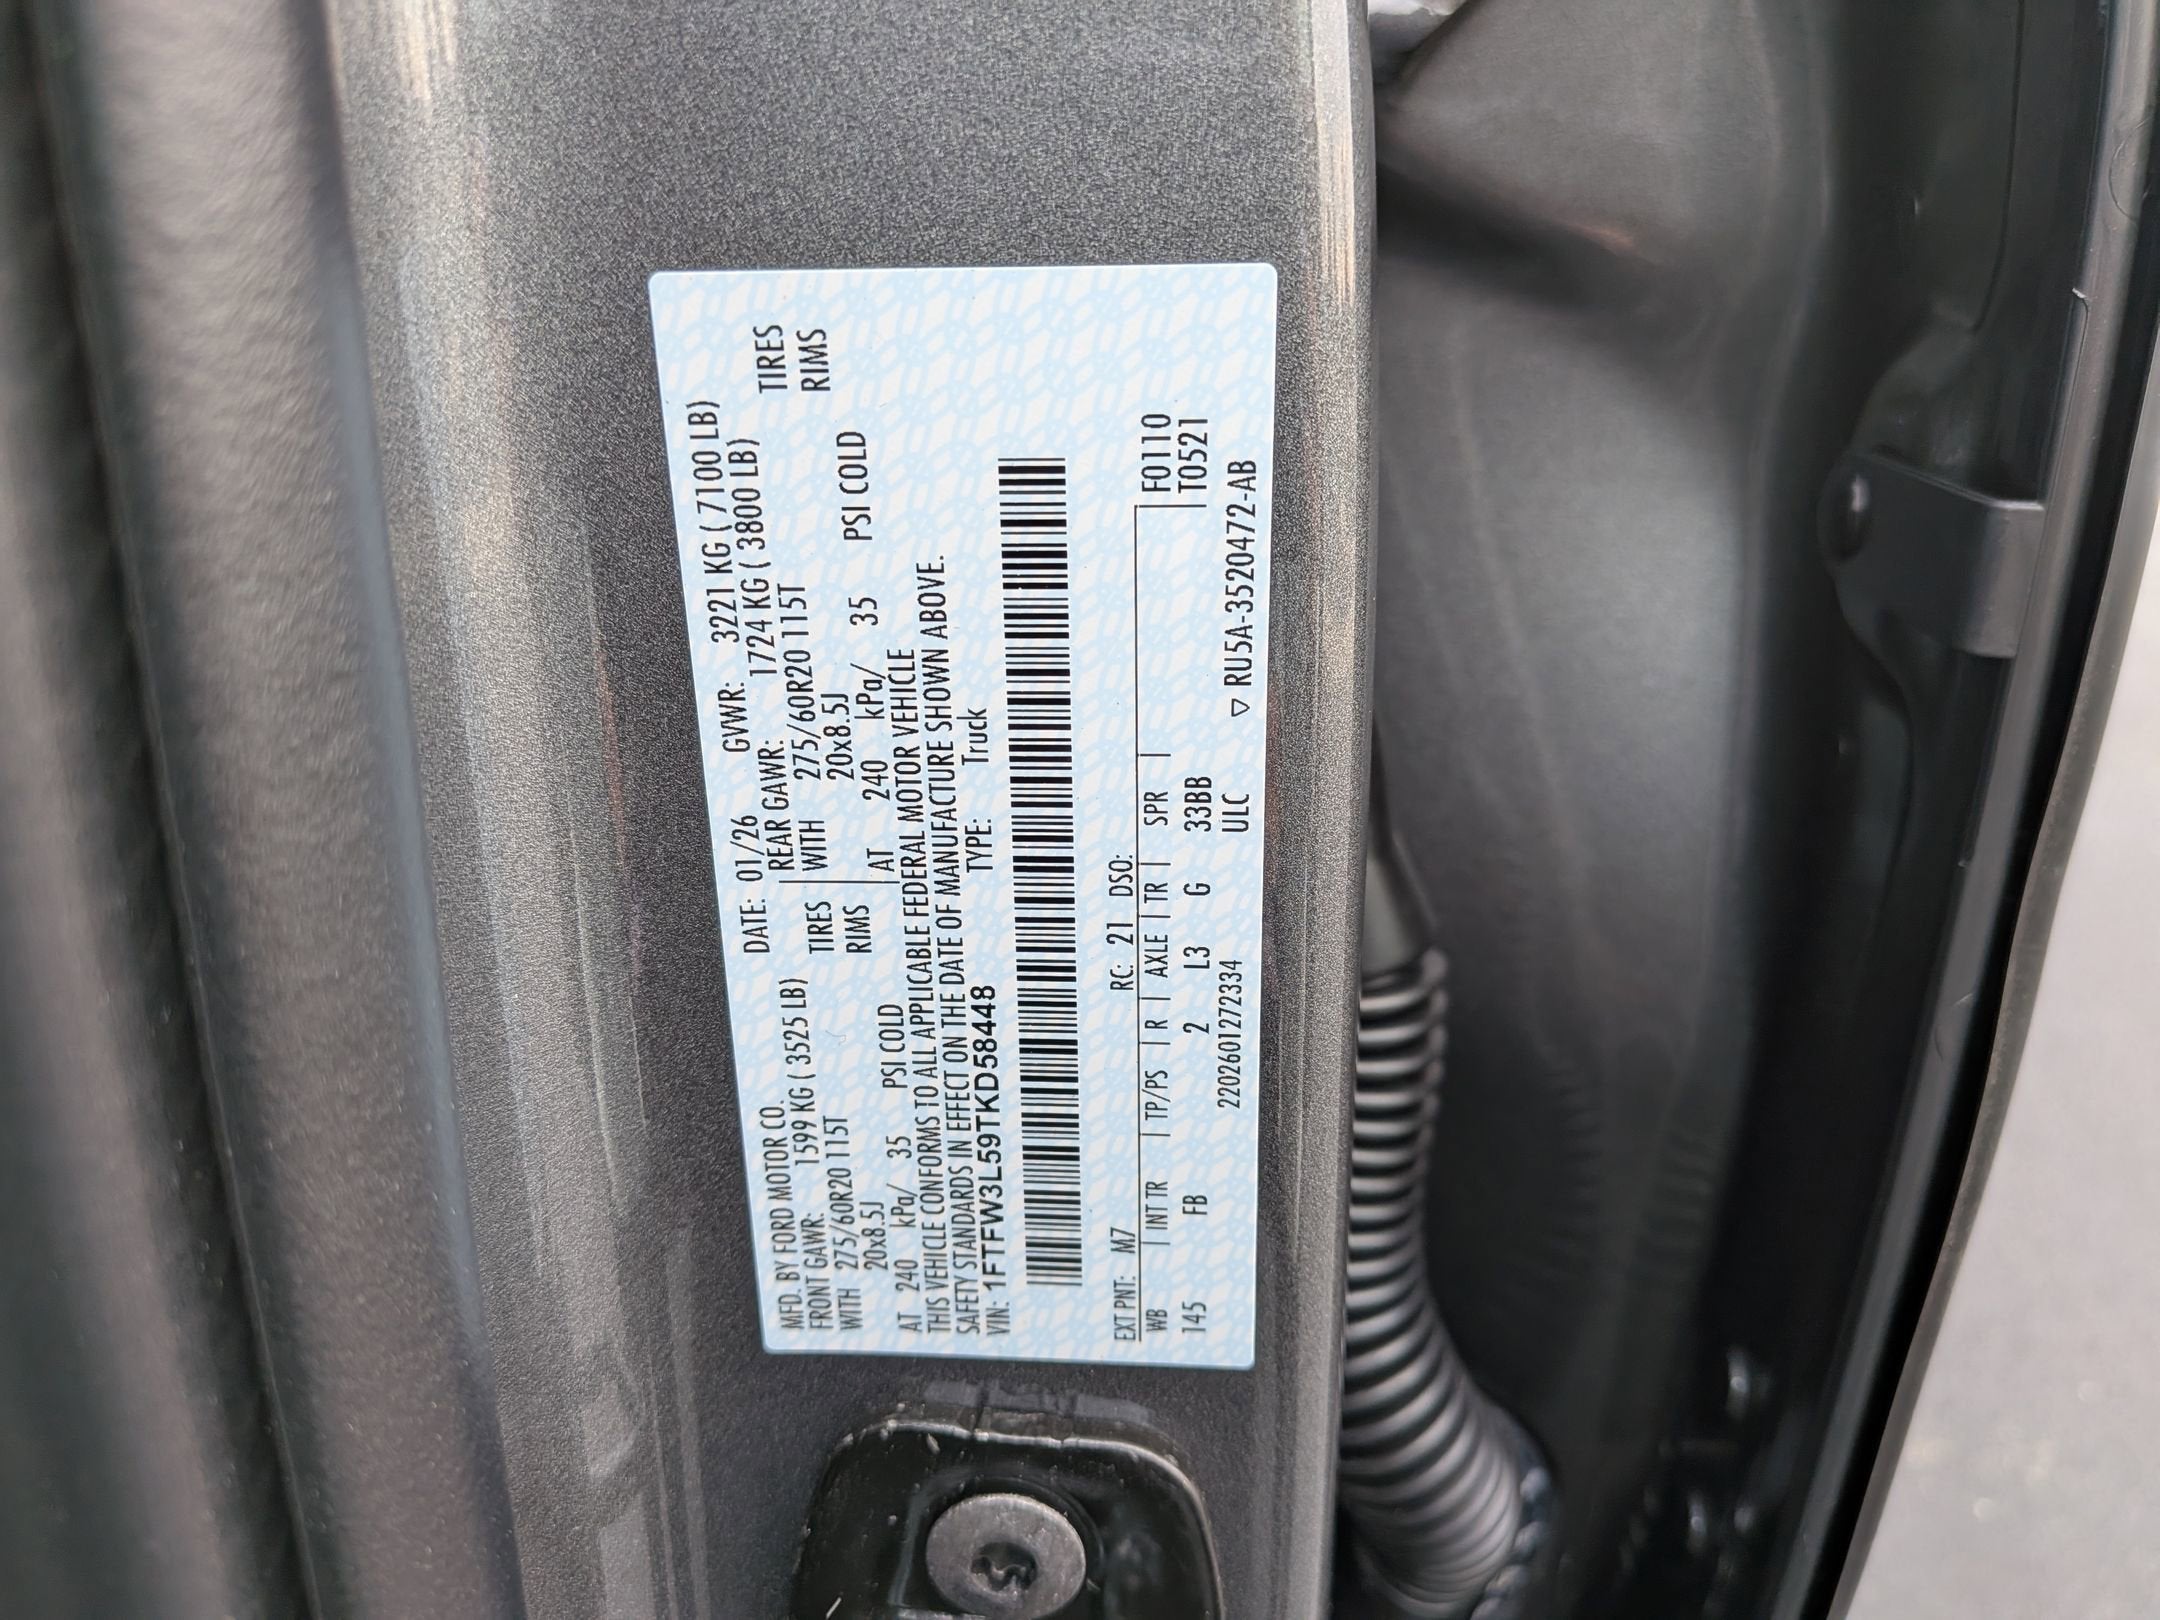 MFD. BY FORD MOTOR CO. DATE: 01/26 GVWR: 3221 KG ( 7100 LB)
FRONT GAWR: 1599 KG ( 3525 LB) REAR GAWR: 1724 KG ( 3800 LB)
WITH 275/60R20 115T TIRES WITH 275/60R20 115T TIRES
20x8.5J RIMS 20x8.5J RIMS
AT 240 kPa/ 35 PSI COLD AT 240 kPa/ 35 PSI COLD
THIS VEHICLE CONFORMS TO ALL APPLICABLE FEDERAL MOTOR VEHICLE
SAFETY STANDARDS IN EFFECT ON THE DATE OF MANUFACTURE SHOWN ABOVE.
VIN: 1FTFW3L59TKD58448 TYPE: Truck
EXT PNT: M7 RC: 21 DSO: F0110
WB INT TR TP/PS R AXLE TR SPR T0521
145 FB 2 L3 G 33BB
2202601272334 ULC ▽ RU5A-3520472-AB